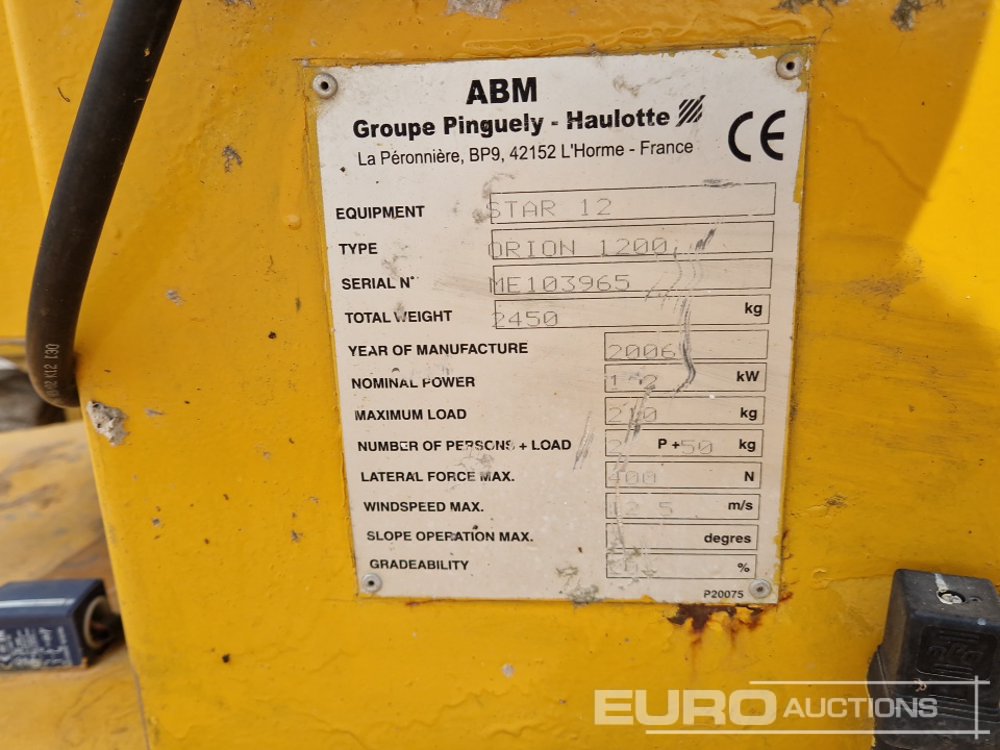 ABM
Groupe Pinguely - Haulotte
La Péronnière, BP9, 42152 L'Horme - France
CE
EQUIPMENT STAR 12
TYPE ORION 1200
SERIAL N° ME103965
TOTAL WEIGHT 2450 kg
YEAR OF MANUFACTURE 2006
NOMINAL POWER kW
MAXIMUM LOAD 210 kg
NUMBER OF PERSONS + LOAD 2 P + 50 kg
LATERAL FORCE MAX. 400 N
WINDSPEED MAX. 12 5 m/s
SLOPE OPERATION MAX. degres
GRADEABILITY %
P20075
EURO AUCTIONS